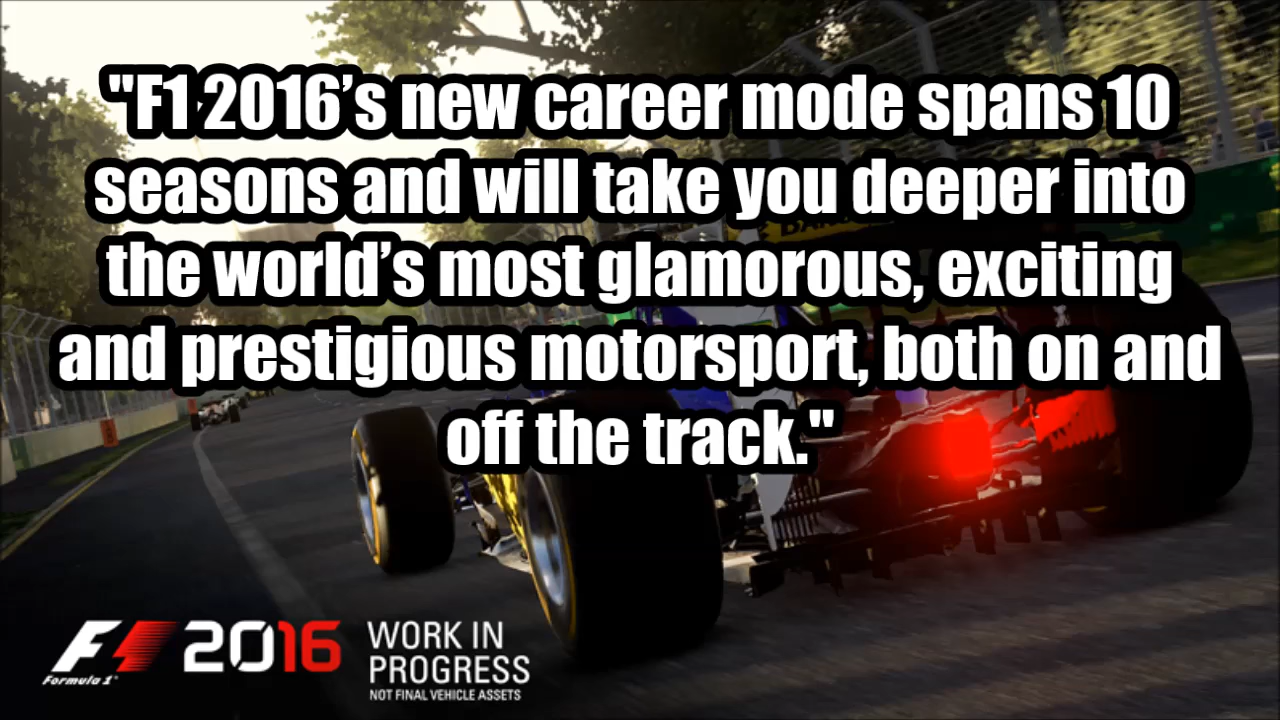 "F1 2016’s new career mode spans 10
seasons and will take you deeper into
the world’s most glamorous, exciting
and prestigious motorsport, both on and
off the track."
F1 2016
Formula 1®
WORK IN
PROGRESS
NOT FINAL VEHICLE ASSETS